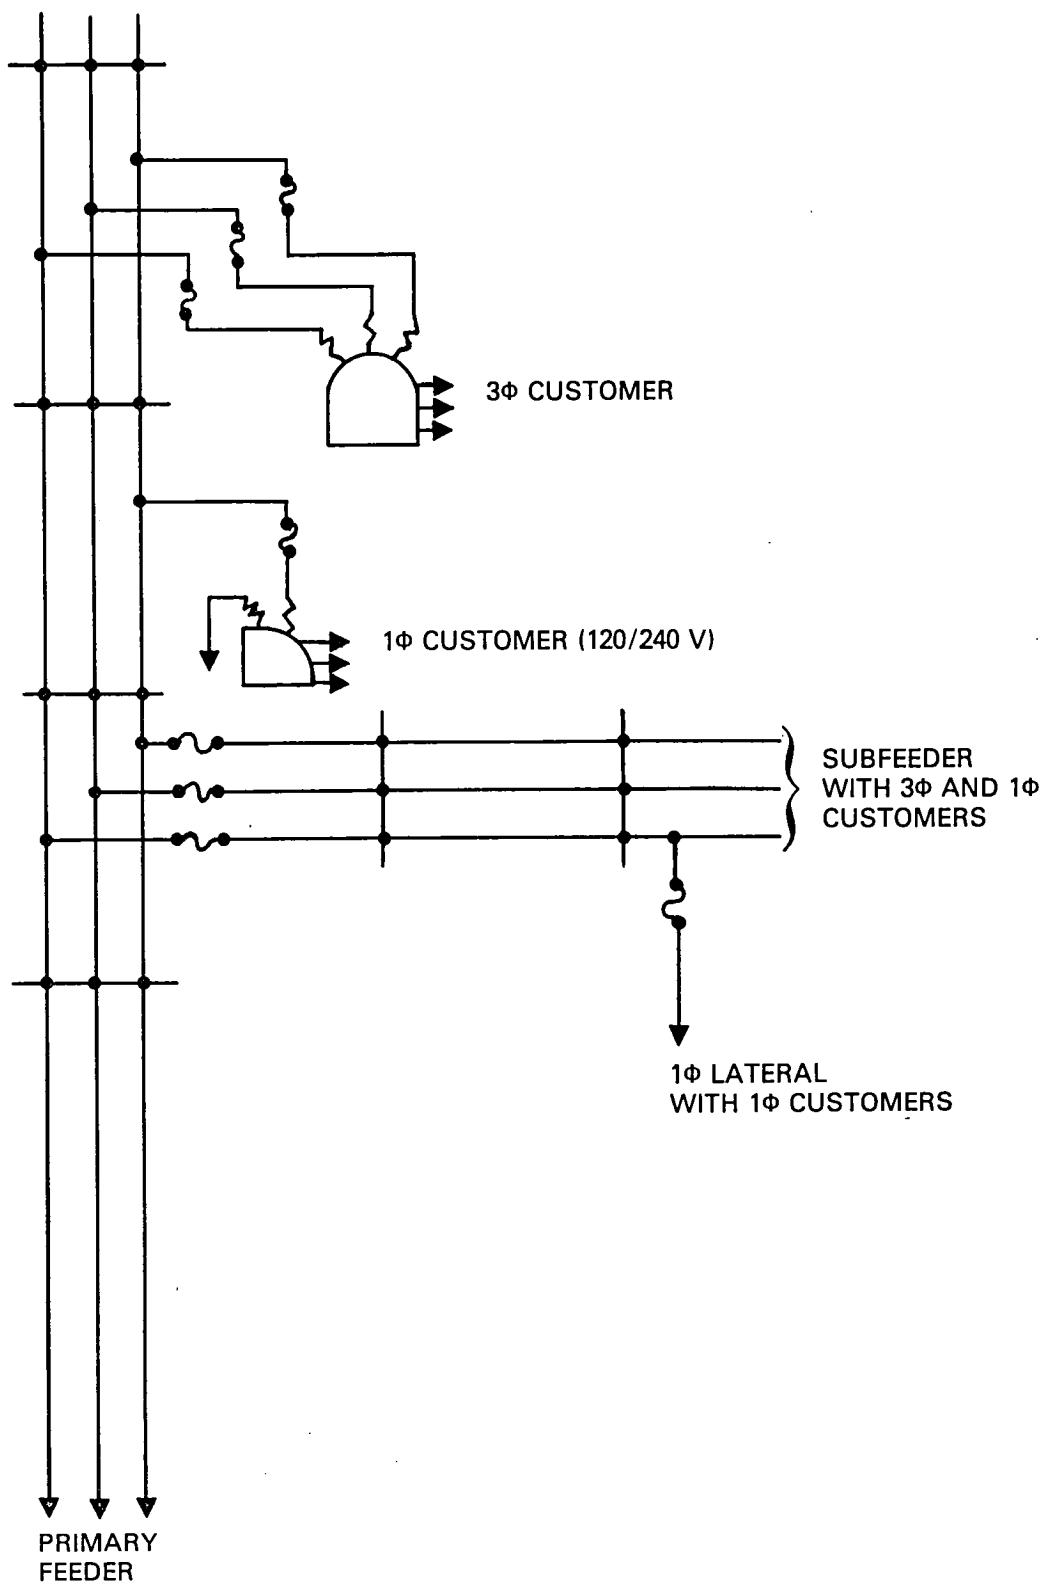 3Φ CUSTOMER
1Φ CUSTOMER (120/240 V)
SUBFEEDER
WITH 3Φ AND 1Φ
CUSTOMERS
1Φ LATERAL
WITH 1Φ CUSTOMERS
PRIMARY
FEEDER